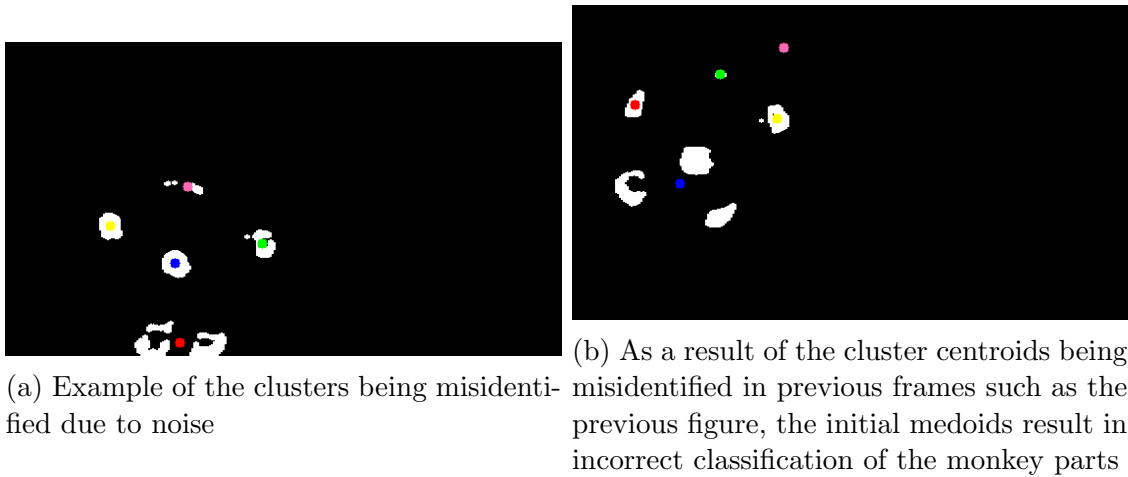 (a) Example of the clusters being misidenti-
fied due to noise
(b) As a result of the cluster centroids being
misidentified in previous frames such as the
previous figure, the initial medoids result in
incorrect classification of the monkey parts